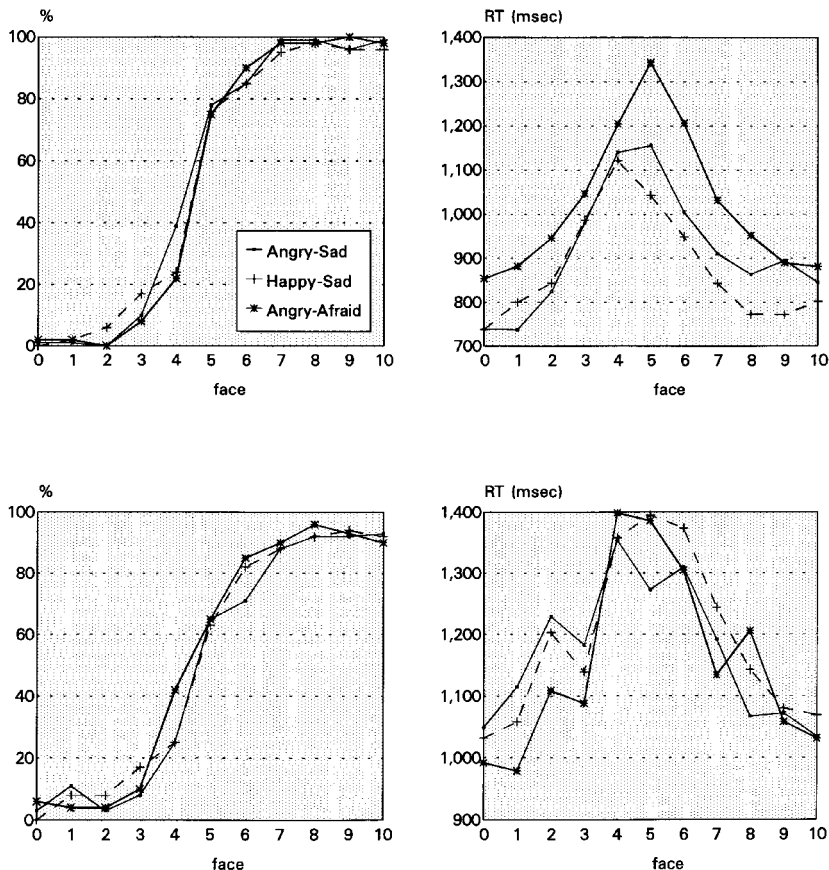 %
100
80
60
40
20
0
0 1 2 3 4 5 6 7 8 9 10
face
Angry-Sad
Happy-Sad
Angry-Afraid
RT (msec)
1,400
1,300
1,200
1,100
1,000
900
800
700
0 1 2 3 4 5 6 7 8 9 10
face
%
100
80
60
40
20
0
0 1 2 3 4 5 6 7 8 9 10
face
RT (msec)
1,400
1,300
1,200
1,100
1,000
900
0 1 2 3 4 5 6 7 8 9 10
face